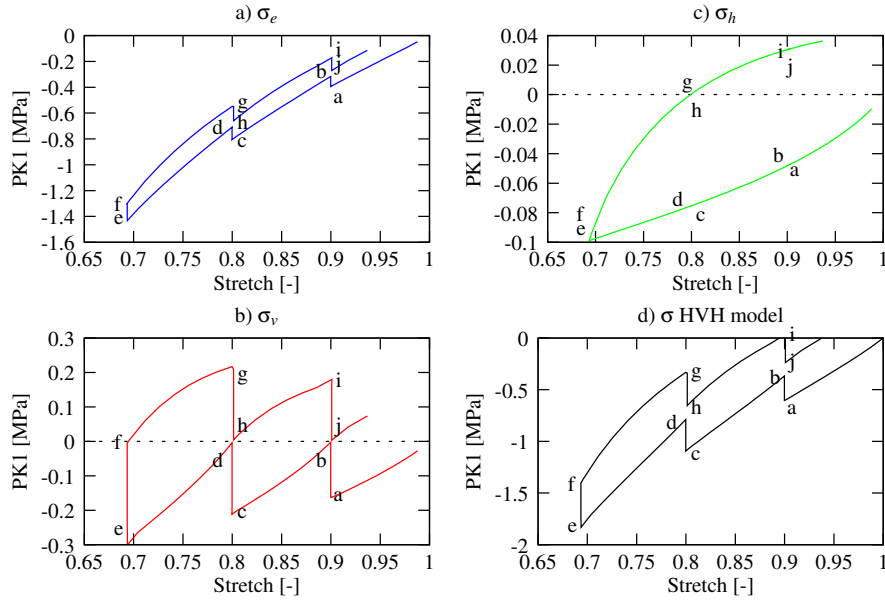 a) σe
0
-0.2
-0.4
-0.6
-0.8
-1
-1.2
-1.4
-1.6
PK1 [MPa]
i
j
b
a
g
h
d
c
f
e
0.65 0.7 0.75 0.8 0.85 0.9 0.95 1
Stretch [-]
c) σh
0.04
0.02
0
-0.02
-0.04
-0.06
-0.08
-0.1
PK1 [MPa]
i
j
g
h
b
a
d
c
f
e
0.65 0.7 0.75 0.8 0.85 0.9 0.95 1
Stretch [-]
b) σv
0.3
0.2
0.1
0
-0.1
-0.2
-0.3
PK1 [MPa]
g
i
h
j
f
d
b
a
c
e
0.65 0.7 0.75 0.8 0.85 0.9 0.95 1
Stretch [-]
d) σ HVH model
0
-0.5
-1
-1.5
-2
PK1 [MPa]
i
j
g
b
h
a
d
c
f
e
0.65 0.7 0.75 0.8 0.85 0.9 0.95 1
Stretch [-]